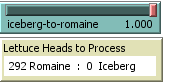 iceberg-to-romaine 1.000
Lettuce Heads to Process
292 Romaine : 0 Iceberg